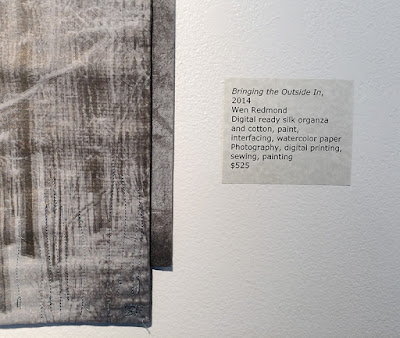 Bringing the Outside In,
2014
Wen Redmond
Digital ready silk organza
and cotton, paint,
interfacing, watercolor paper
Photography, digital printing,
sewing, painting
$525